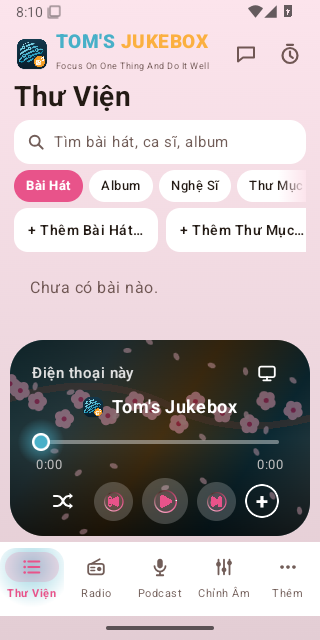 8:10
TOM'S JUKEBOX
Focus On One Thing And Do It Well
Thư Viện
Tìm bài hát, ca sĩ, album
Bài Hát Album Nghệ Sĩ Thư Mục
+ Thêm Bài Hát... + Thêm Thư Mục...
Chưa có bài nào.
Điện thoại này
Tom's Jukebox
0:00 0:00
Thư Viện Radio Podcast Chỉnh Âm Thêm